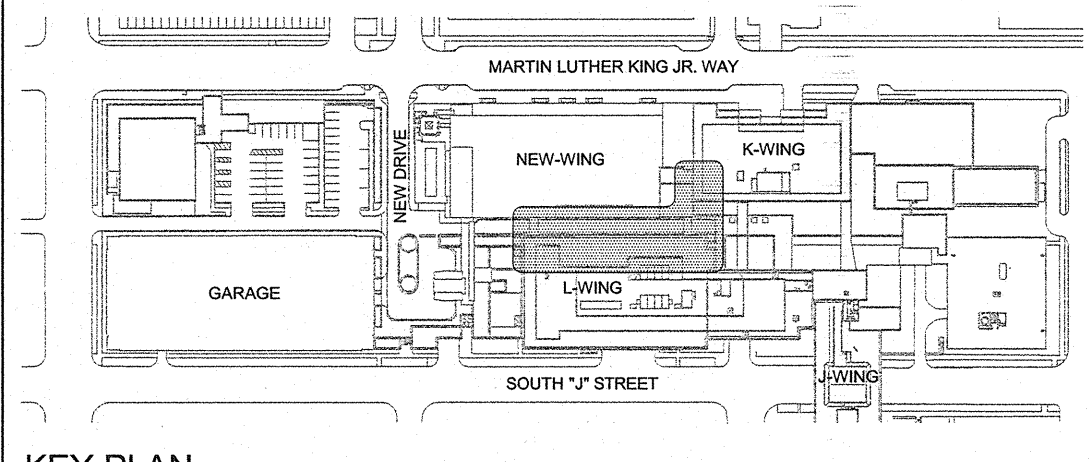 MARTIN LUTHER KING JR. WAY
NEW DRIVE
NEW-WING
K-WING
GARAGE
L-WING
SOUTH "J" STREET
J-WING
KEY PLAN